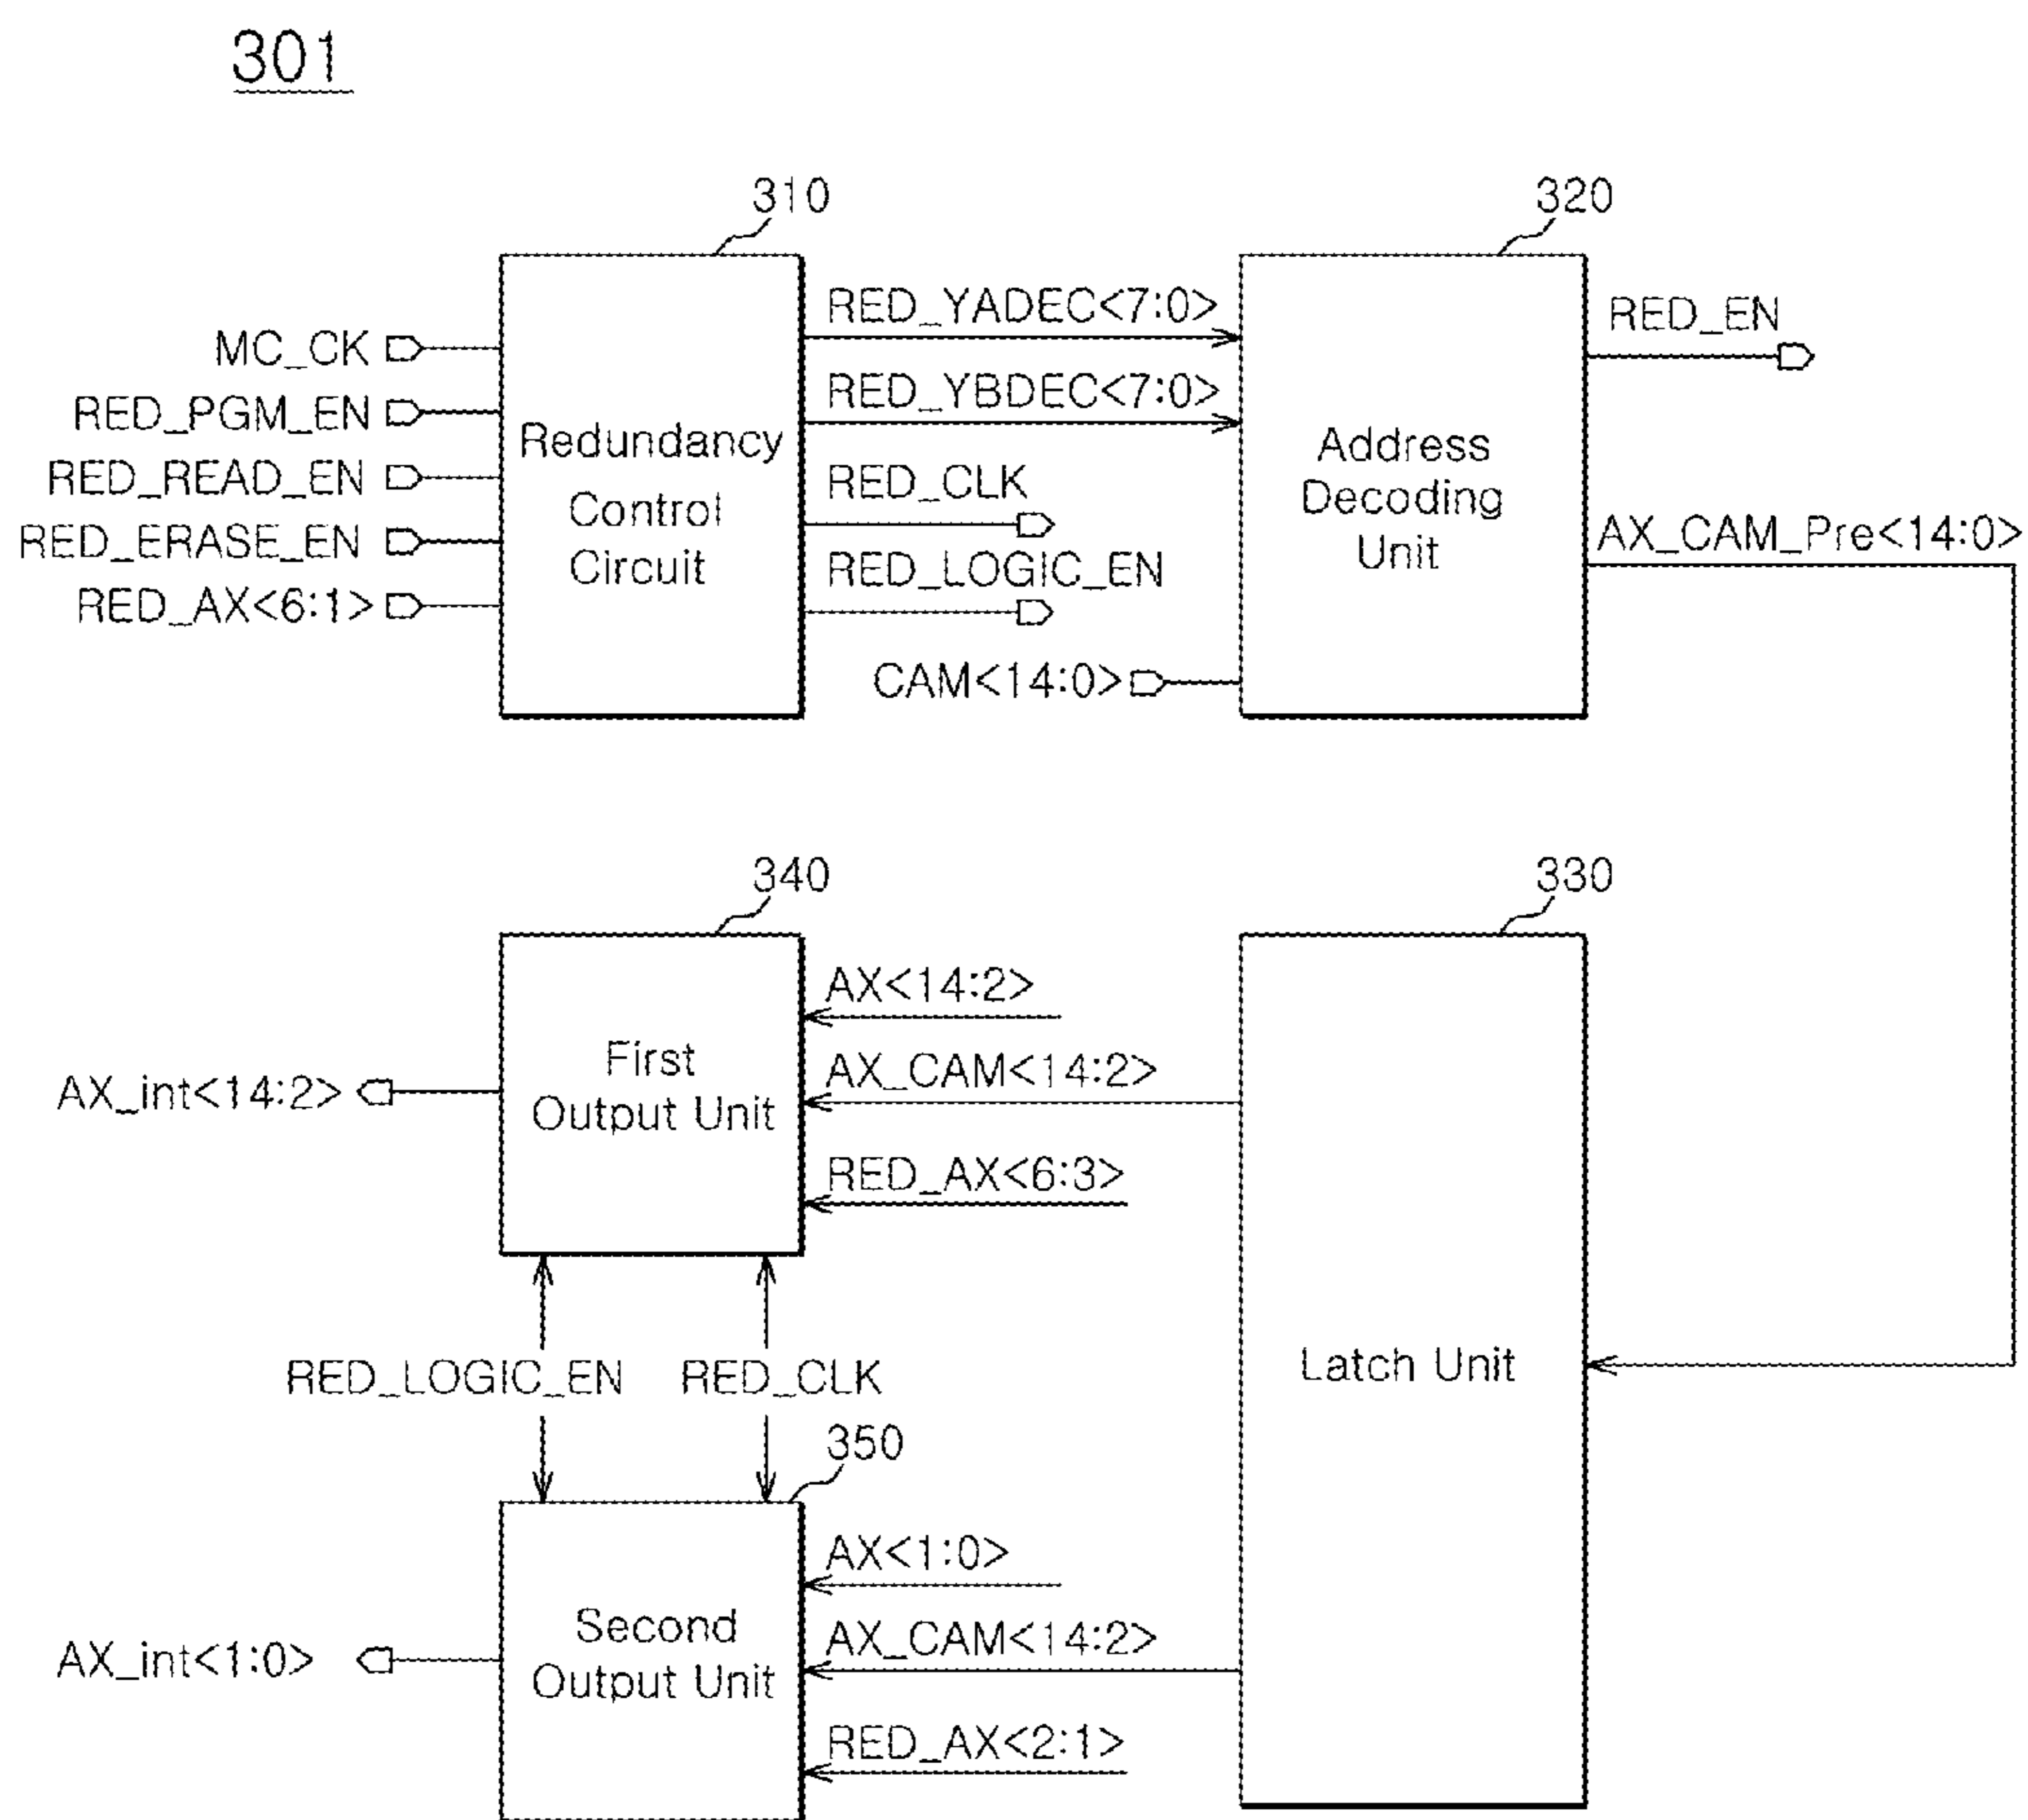 301
310
320
MC_CK
RED_PGM_EN
RED_READ_EN
RED_ERASE_EN
RED_AX<6:1>
Redundancy
Control
Circuit
RED_YADEC<7:0>
RED_YBDEC<7:0>
RED_CLK
RED_LOGIC_EN
CAM<14:0>
Address
Decoding
Unit
RED_EN
AX_CAM_Pre<14:0>
340
330
AX_int<14:2>
First
Output Unit
AX<14:2>
AX_CAM<14:2>
RED_AX<6:3>
Latch Unit
RED_LOGIC_EN
RED_CLK
350
AX_int<1:0>
Second
Output Unit
AX<1:0>
AX_CAM<14:2>
RED_AX<2:1>